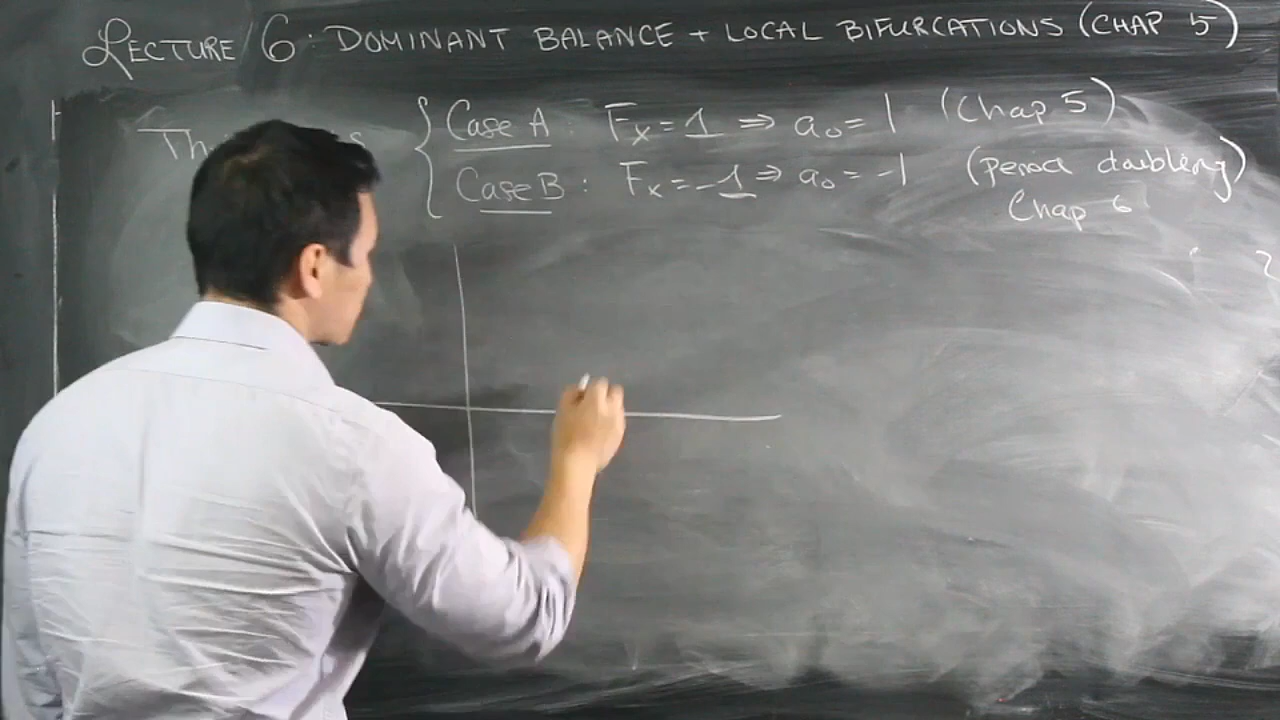 LECTURE 6: DOMINANT BALANCE + LOCAL BIFURCATIONS (CHAP 5)
Case A: Fx = 1 ⇒ a₀ = 1 (Chap 5)
Case B: Fx = -1 ⇒ a₀ = -1 (period doubling)
Chap 6